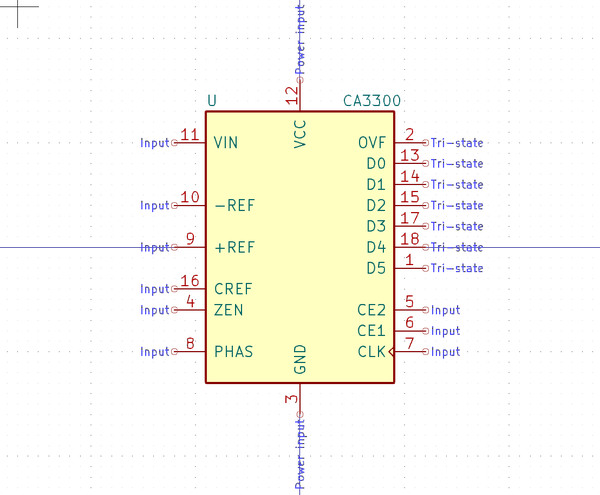 Power input
12
U
CA3300
VCC
Input 11 VIN
OVF 2 Tri-state
D0 13 Tri-state
D1 14 Tri-state
Input 10 -REF
D2 15 Tri-state
D3 17 Tri-state
Input 9 +REF
D4 18 Tri-state
D5 1 Tri-state
Input 16 CREF
Input 4 ZEN
CE2 5 Input
CE1 6 Input
Input 8 PHAS
CLK 7 Input
GND
3
Power input